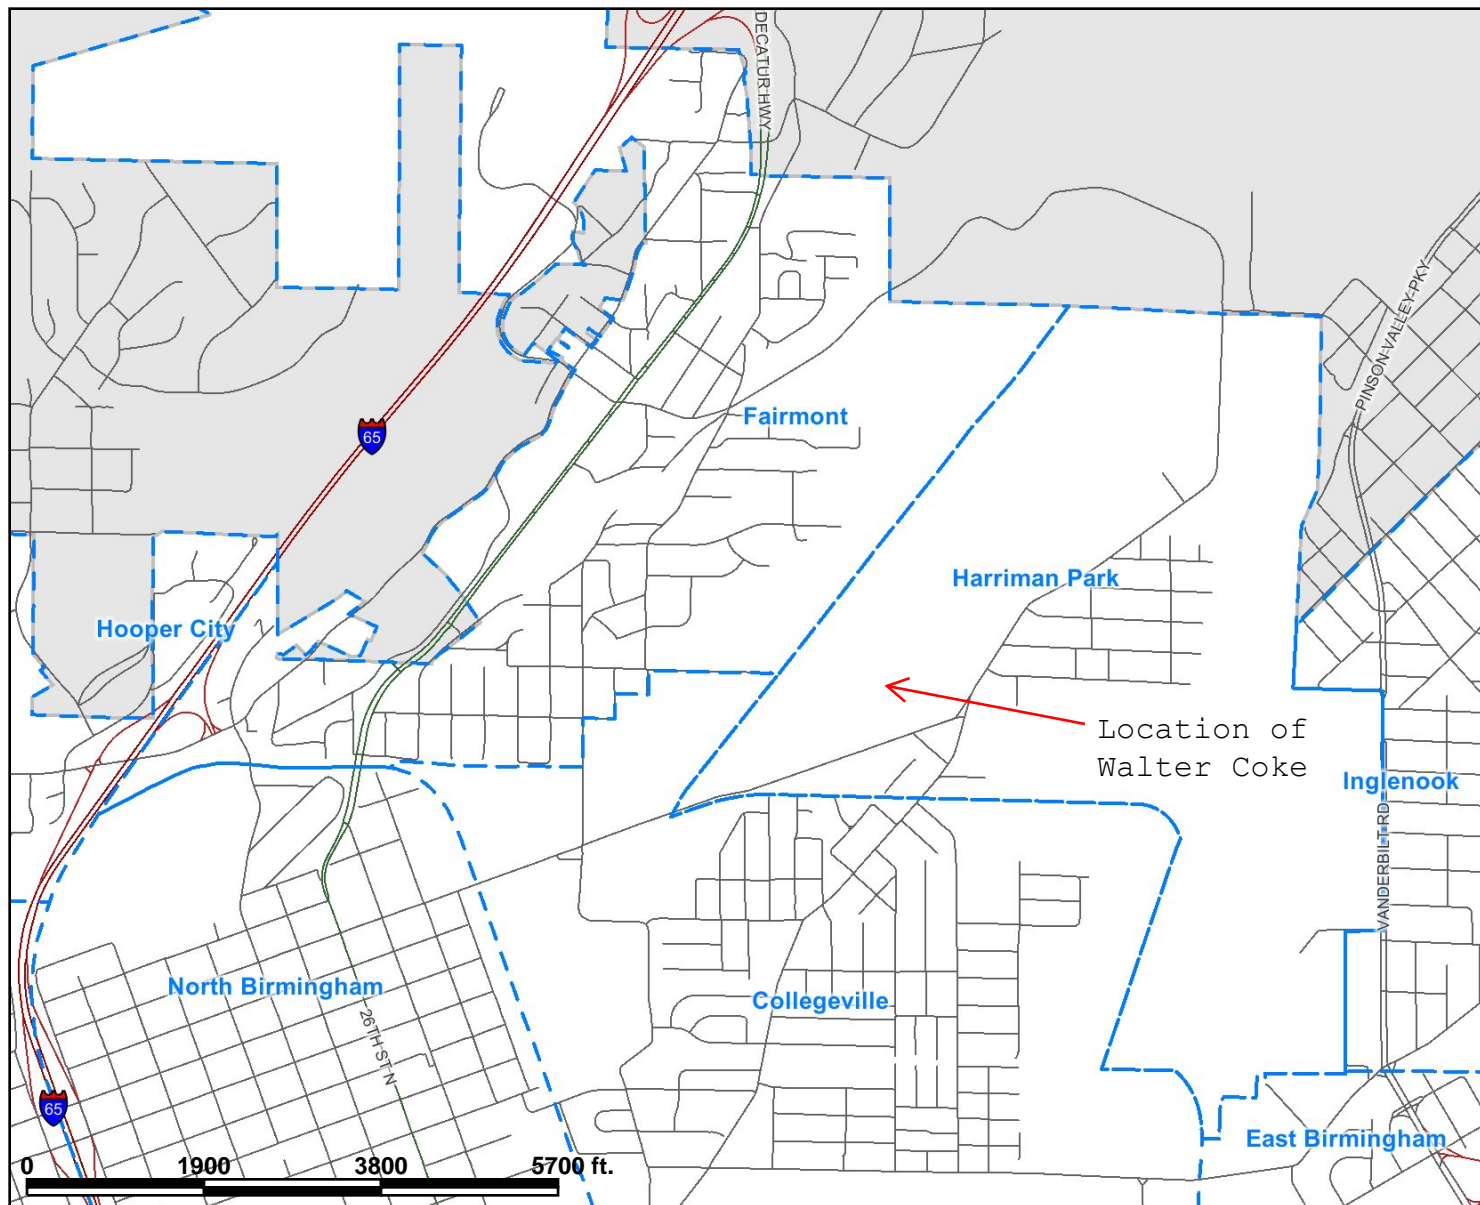 DECATUR HWY
PINSON VALLEY PKY
65
Fairmont
Harriman Park
Hooper City
Location of
Walter Coke
Inglenook
VANDERBILT RD
North Birmingham
Collegeville
26TH ST N
65
East Birmingham
0 1900 3800 5700 ft.